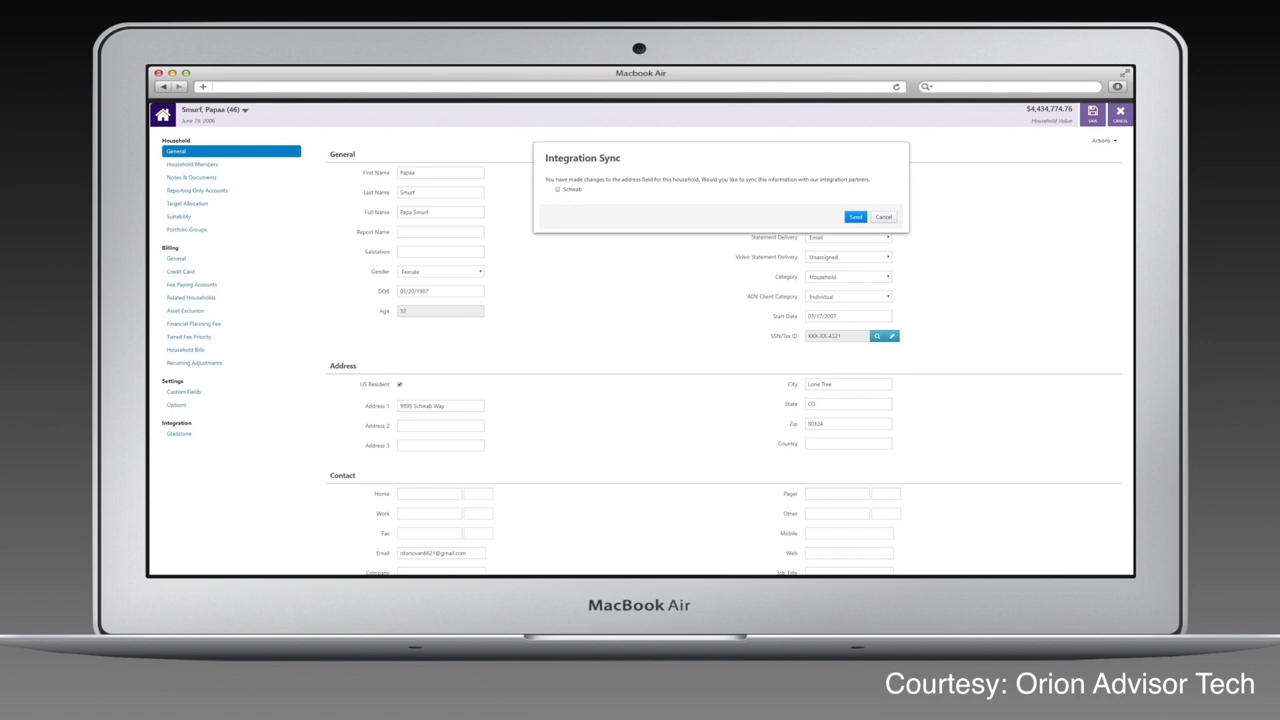 Macbook Air
Smurf, Papaa (46)
June 19, 2006
$4,434,774.76
Household Value
SAVE
CANCEL
Actions
Household
General
Household Members
Notes & Documents
Reporting Only Accounts
Target Allocation
Suitability
Portfolio Groups
Billing
General
Credit Card
Fee Paying Accounts
Related Households
Asset Exclusion
Financial Planning Fee
Tiered Fee Priority
Household Bills
Recurring Adjustments
Settings
Custom Fields
Options
Integration
Gladstone
General
First Name Papaa
Last Name Smurf
Full Name Papa Smurf
Report Name
Salutation
Gender Female
DOB 01/20/1987
Age 32
Integration Sync
You have made changes to the address field for this household. Would you like to sync this information with our integration partners.
Schwab
Send Cancel
Statement Delivery Email
Video Statement Delivery Unassigned
Category Household
ADV Client Category Individual
Start Date 07/17/2007
SSN/Tax ID XXX-XX-4321
Address
US Resident
Address 1 9899 Schwab Way
Address 2
Address 3
City Lone Tree
State CO
Zip 80124
Country
Contact
Home
Work
Fax
Email ntonovan6621@gmail.com
Company
Pager
Other
Mobile
Web
Job Title
MacBook Air
Courtesy: Orion Advisor Tech